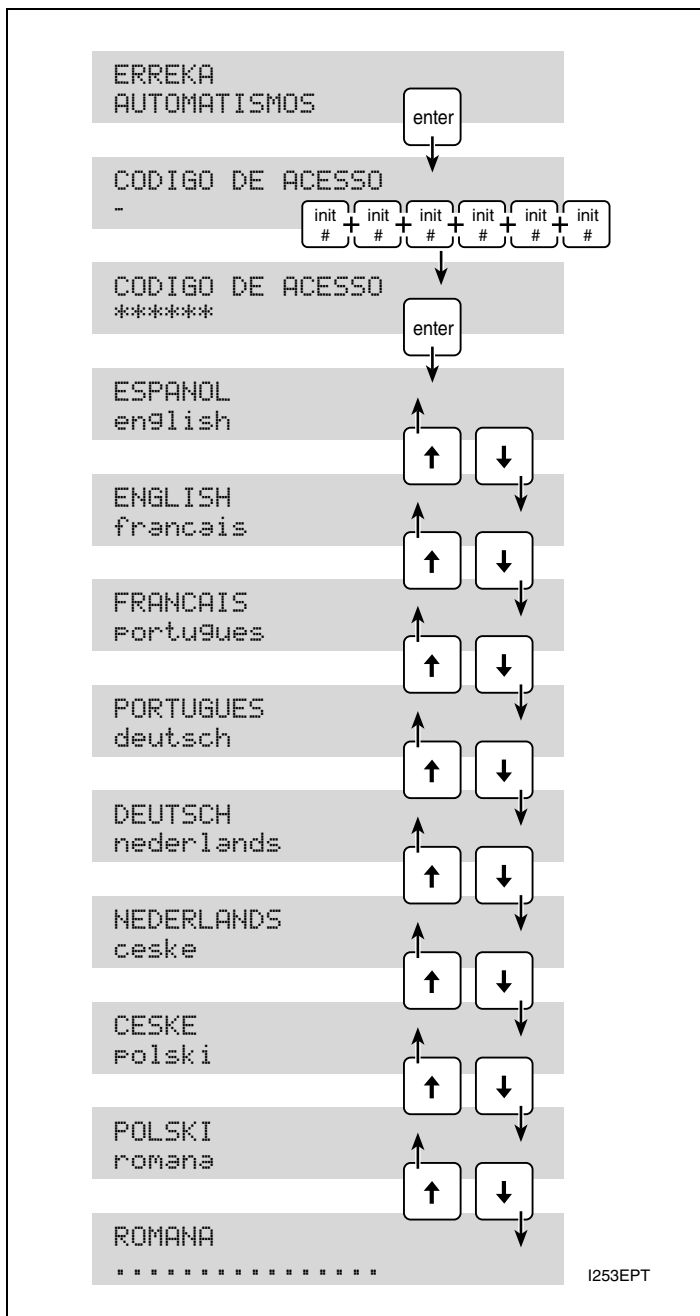 ERREKA
AUTOMATISMOS
enter
CODIGO DE ACESSO
-
init + init + init + init + init + init
# # # # # #
CODIGO DE ACESSO
******
enter
ESPANOL
english
↑ ↓
ENGLISH
francais
↑ ↓
FRANCAIS
portugues
↑ ↓
PORTUGUES
deutsch
↑ ↓
DEUTSCH
nederlands
↑ ↓
NEDERLANDS
ceske
↑ ↓
CESKE
polski
↑ ↓
POLSKI
romana
↑ ↓
ROMANA
................
I253EPT